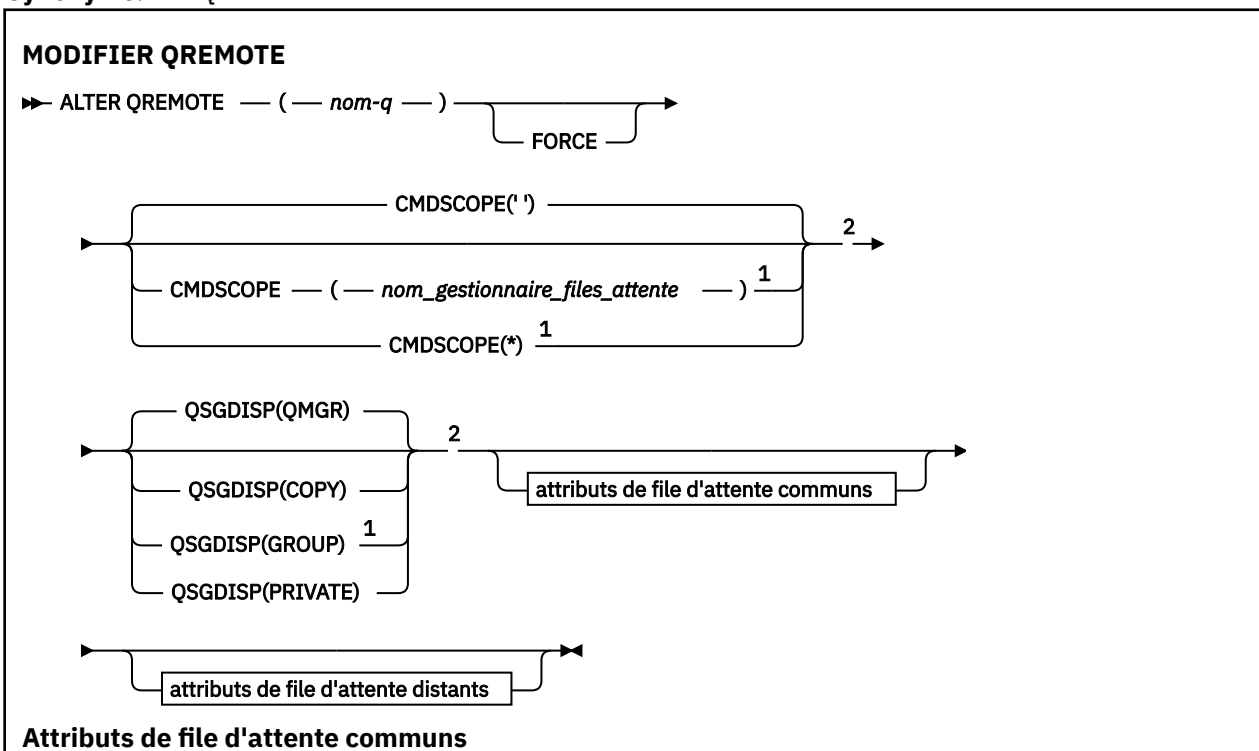 MODIFIER QREMOTE
ALTER QREMOTE ( nom-q )
FORCE
CMDSCOPE(' ')
2
CMDSCOPE ( nom_gestionnaire_files_attente ) 1
CMDSCOPE(*) 1
QSGDISP(QMGR)
2
QSGDISP(COPY)
attributs de file d'attente communs
QSGDISP(GROUP) 1
QSGDISP(PRIVATE)
attributs de file d'attente distants
Attributs de file d'attente communs